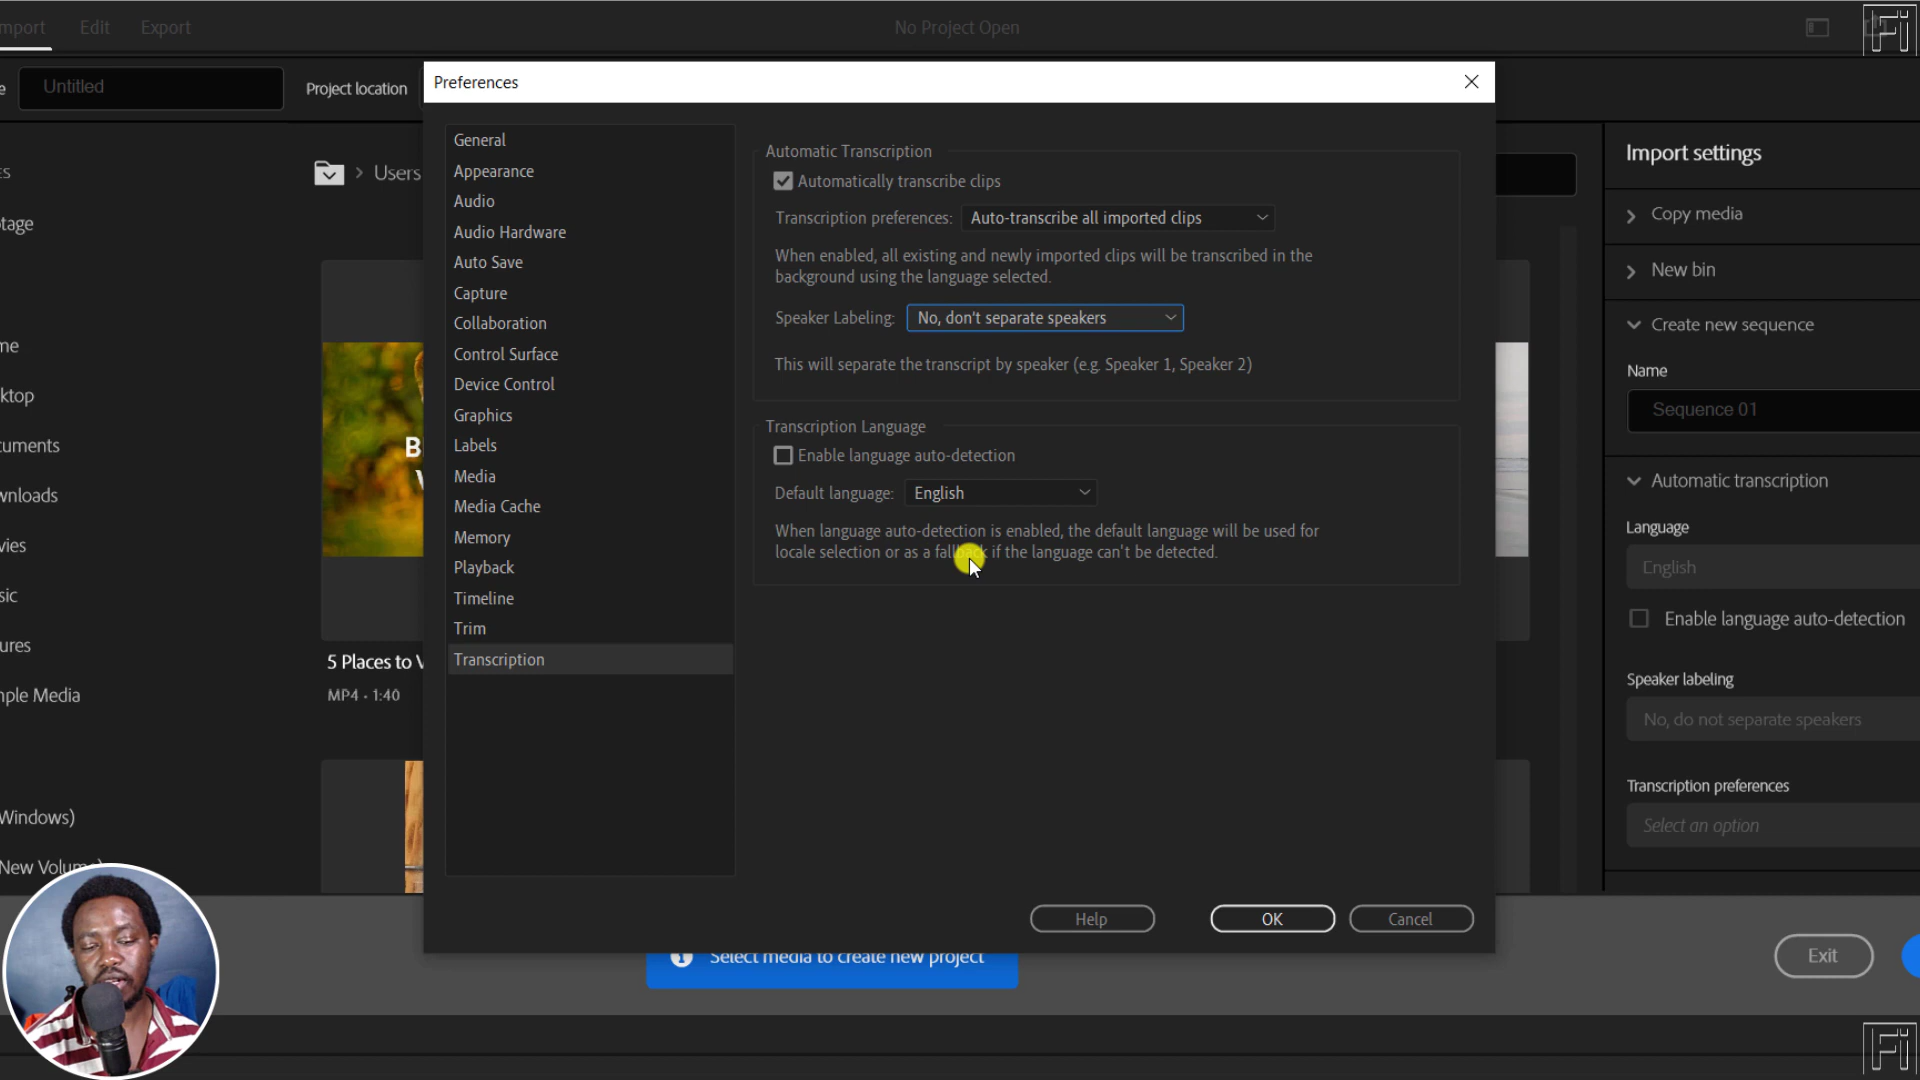 mport Edit Export No Project Open
e Untitled Project location
Preferences
General
Appearance
Audio
Audio Hardware
Auto Save
Capture
Collaboration
Control Surface
Device Control
Graphics
Labels
Media
Media Cache
Memory
Playback
Timeline
Trim
Transcription
Automatic Transcription
Automatically transcribe clips
Transcription preferences: Auto-transcribe all imported clips
When enabled, all existing and newly imported clips will be transcribed in the
background using the language selected.
Speaker Labeling: No, don't separate speakers
This will separate the transcript by speaker (e.g. Speaker 1, Speaker 2)
Transcription Language
Enable language auto-detection
Default language: English
When language auto-detection is enabled, the default language will be used for
locale selection or as a fallback if the language can't be detected.
Help OK Cancel
ES
tage
me
ktop
cuments
wnloads
vies
sic
ures
mple Media
Windows)
New Volume)
> Users
B
5 Places to V
MP4 • 1:40
Select media to create new project
Import settings
Copy media
New bin
Create new sequence
Name
Sequence 01
Automatic transcription
Language
English
Enable language auto-detection
Speaker labeling
No, do not separate speakers
Transcription preferences
Select an option
Exit
Fi
Fi